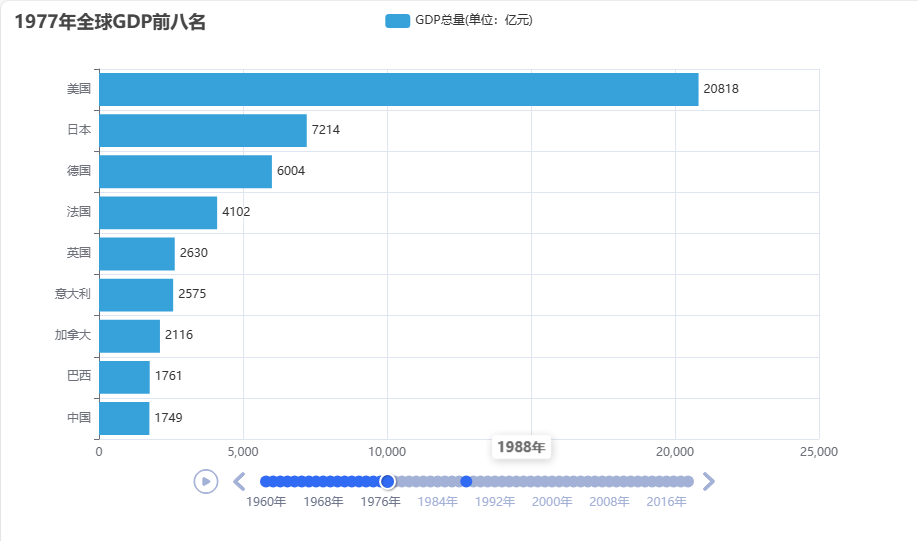 1977年全球GDP前八名
GDP总量(单位：亿元)
美国 20818
日本 7214
德国 6004
法国 4102
英国 2630
意大利 2575
加拿大 2116
巴西 1761
中国 1749
0 5,000 10,000 20,000 25,000
1988年
1960年 1968年 1976年 1984年 1992年 2000年 2008年 2016年